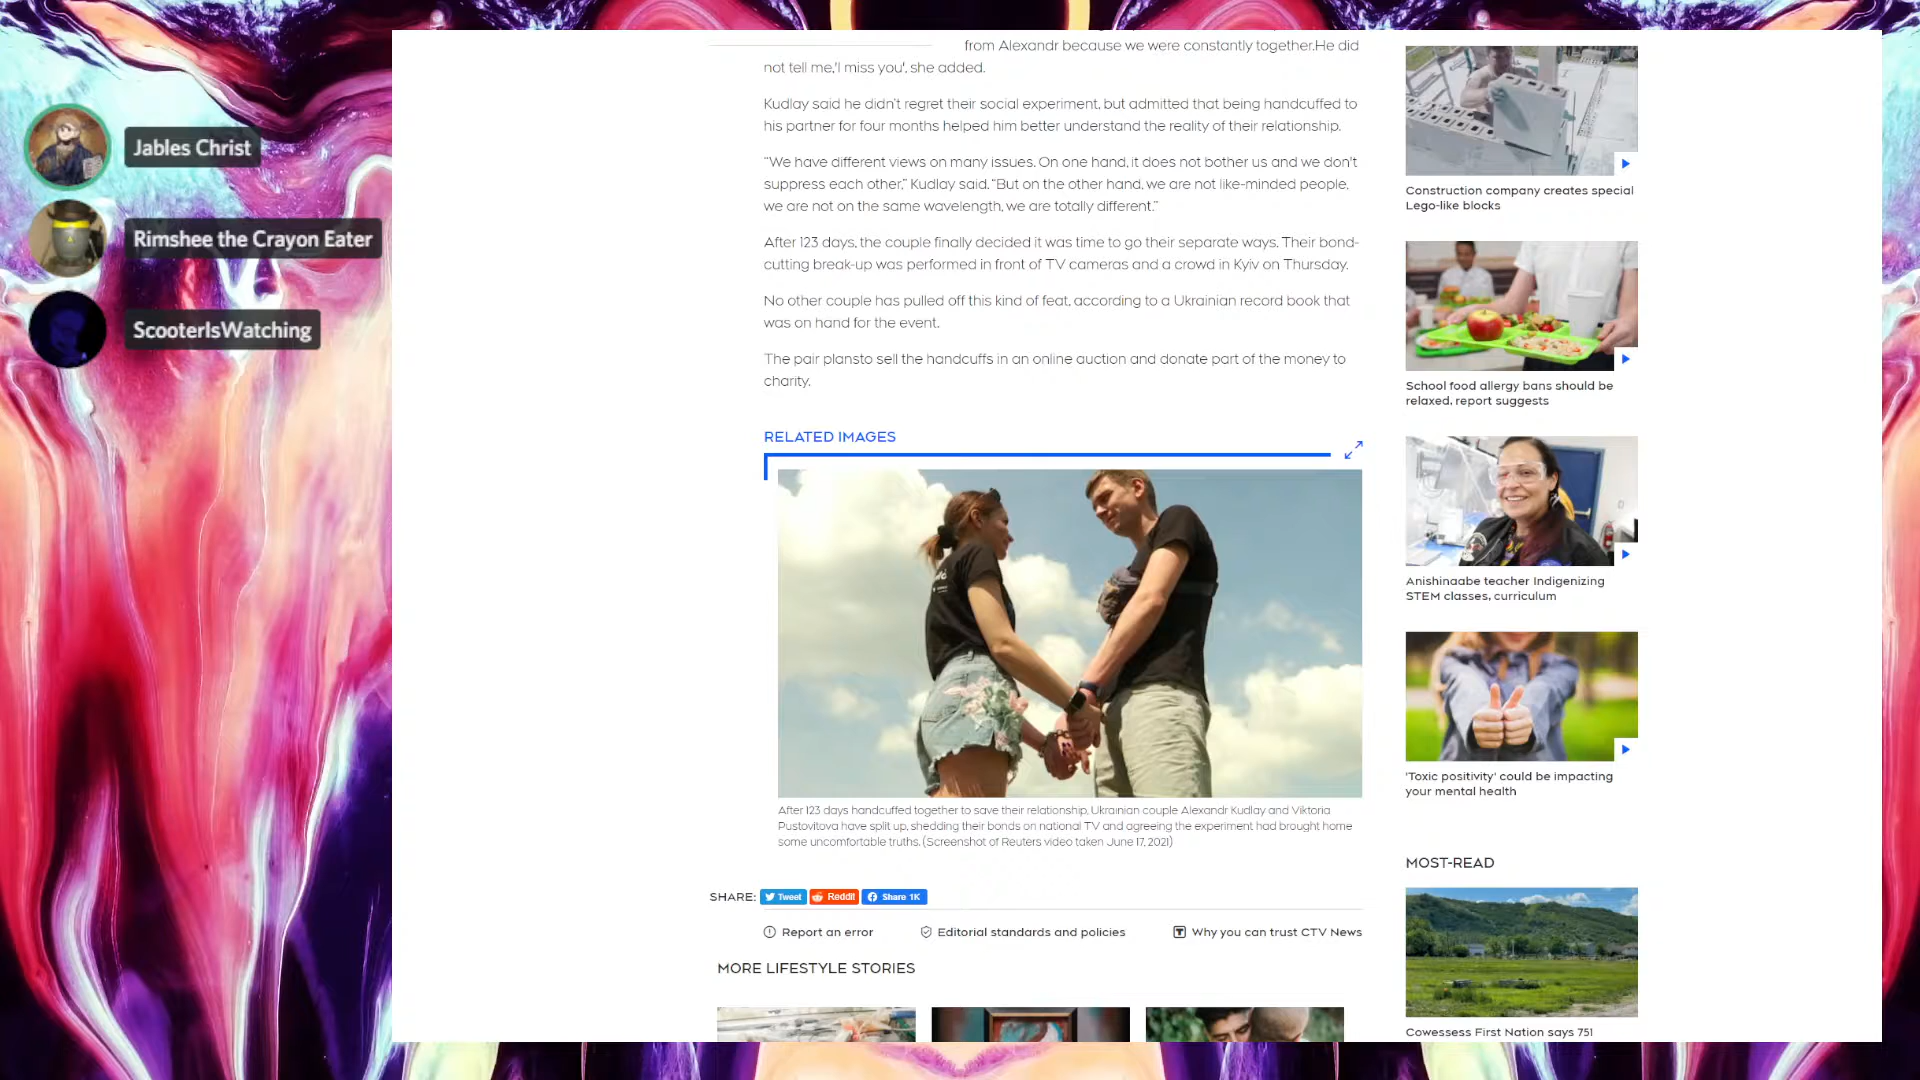 Jables Christ
Rimshee the Crayon Eater
ScooterIsWatching
from Alexandr because we were constantly together.He did
not tell me,'I miss you', she added.
Kudlay said he didn't regret their social experiment, but admitted that being handcuffed to
his partner for four months helped him better understand the reality of their relationship.
"We have different views on many issues. On one hand, it does not bother us and we don't
suppress each other," Kudlay said. "But on the other hand, we are not like-minded people,
we are not on the same wavelength, we are totally different."
After 123 days, the couple finally decided it was time to go their separate ways. Their bond-
cutting break-up was performed in front of TV cameras and a crowd in Kyiv on Thursday.
No other couple has pulled off this kind of feat, according to a Ukrainian record book that
was on hand for the event.
The pair plansto sell the handcuffs in an online auction and donate part of the money to
charity.
RELATED IMAGES
After 123 days handcuffed together to save their relationship, Ukrainian couple Alexandr Kudlay and Viktoria
Pustovitova have split up, shedding their bonds on national TV and agreeing the experiment had brought home
some uncomfortable truths. (Screenshot of Reuters video taken June 17, 2021)
SHARE: Tweet Reddit Share 1K
Report an error Editorial standards and policies Why you can trust CTV News
MORE LIFESTYLE STORIES
Construction company creates special
Lego-like blocks
School food allergy bans should be
relaxed, report suggests
Anishinaabe teacher Indigenizing
STEM classes, curriculum
'Toxic positivity' could be impacting
your mental health
MOST-READ
Cowessess First Nation says 751